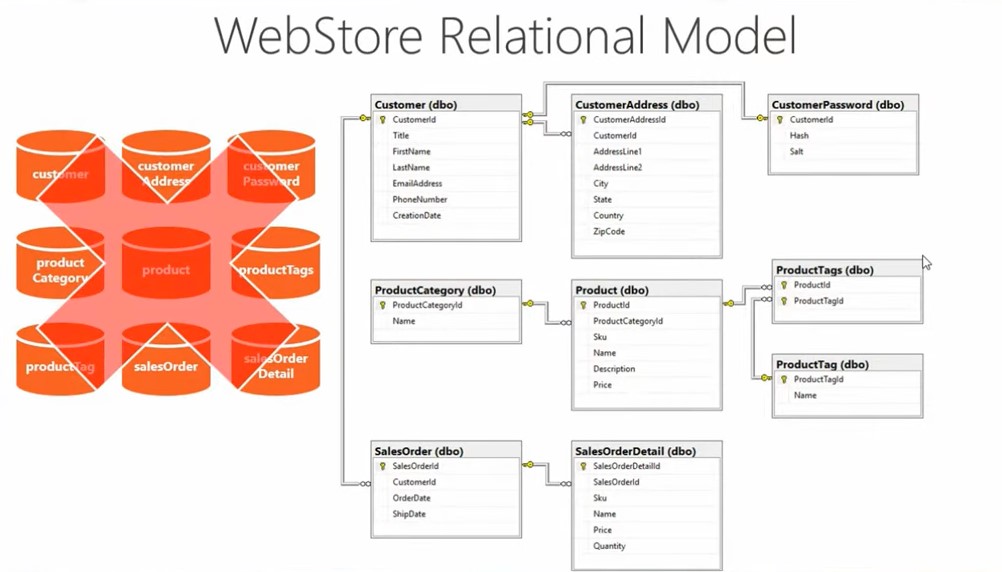 WebStore Relational Model
customer
customer
Address
customer
Password
product
Category
product
productTags
productTag
salesOrder
salesOrder
Detail
Customer (dbo)
CustomerId
Title
FirstName
LastName
EmailAddress
PhoneNumber
CreationDate
CustomerAddress (dbo)
CustomerAddressId
CustomerId
AddressLine1
AddressLine2
City
State
Country
ZipCode
CustomerPassword (dbo)
CustomerId
Hash
Salt
ProductCategory (dbo)
ProductCategoryId
Name
Product (dbo)
ProductId
ProductCategoryId
Sku
Name
Description
Price
ProductTags (dbo)
ProductId
ProductTagId
ProductTag (dbo)
ProductTagId
Name
SalesOrder (dbo)
SalesOrderId
CustomerId
OrderDate
ShipDate
SalesOrderDetail (dbo)
SalesOrderDetailId
SalesOrderId
Sku
Name
Price
Quantity